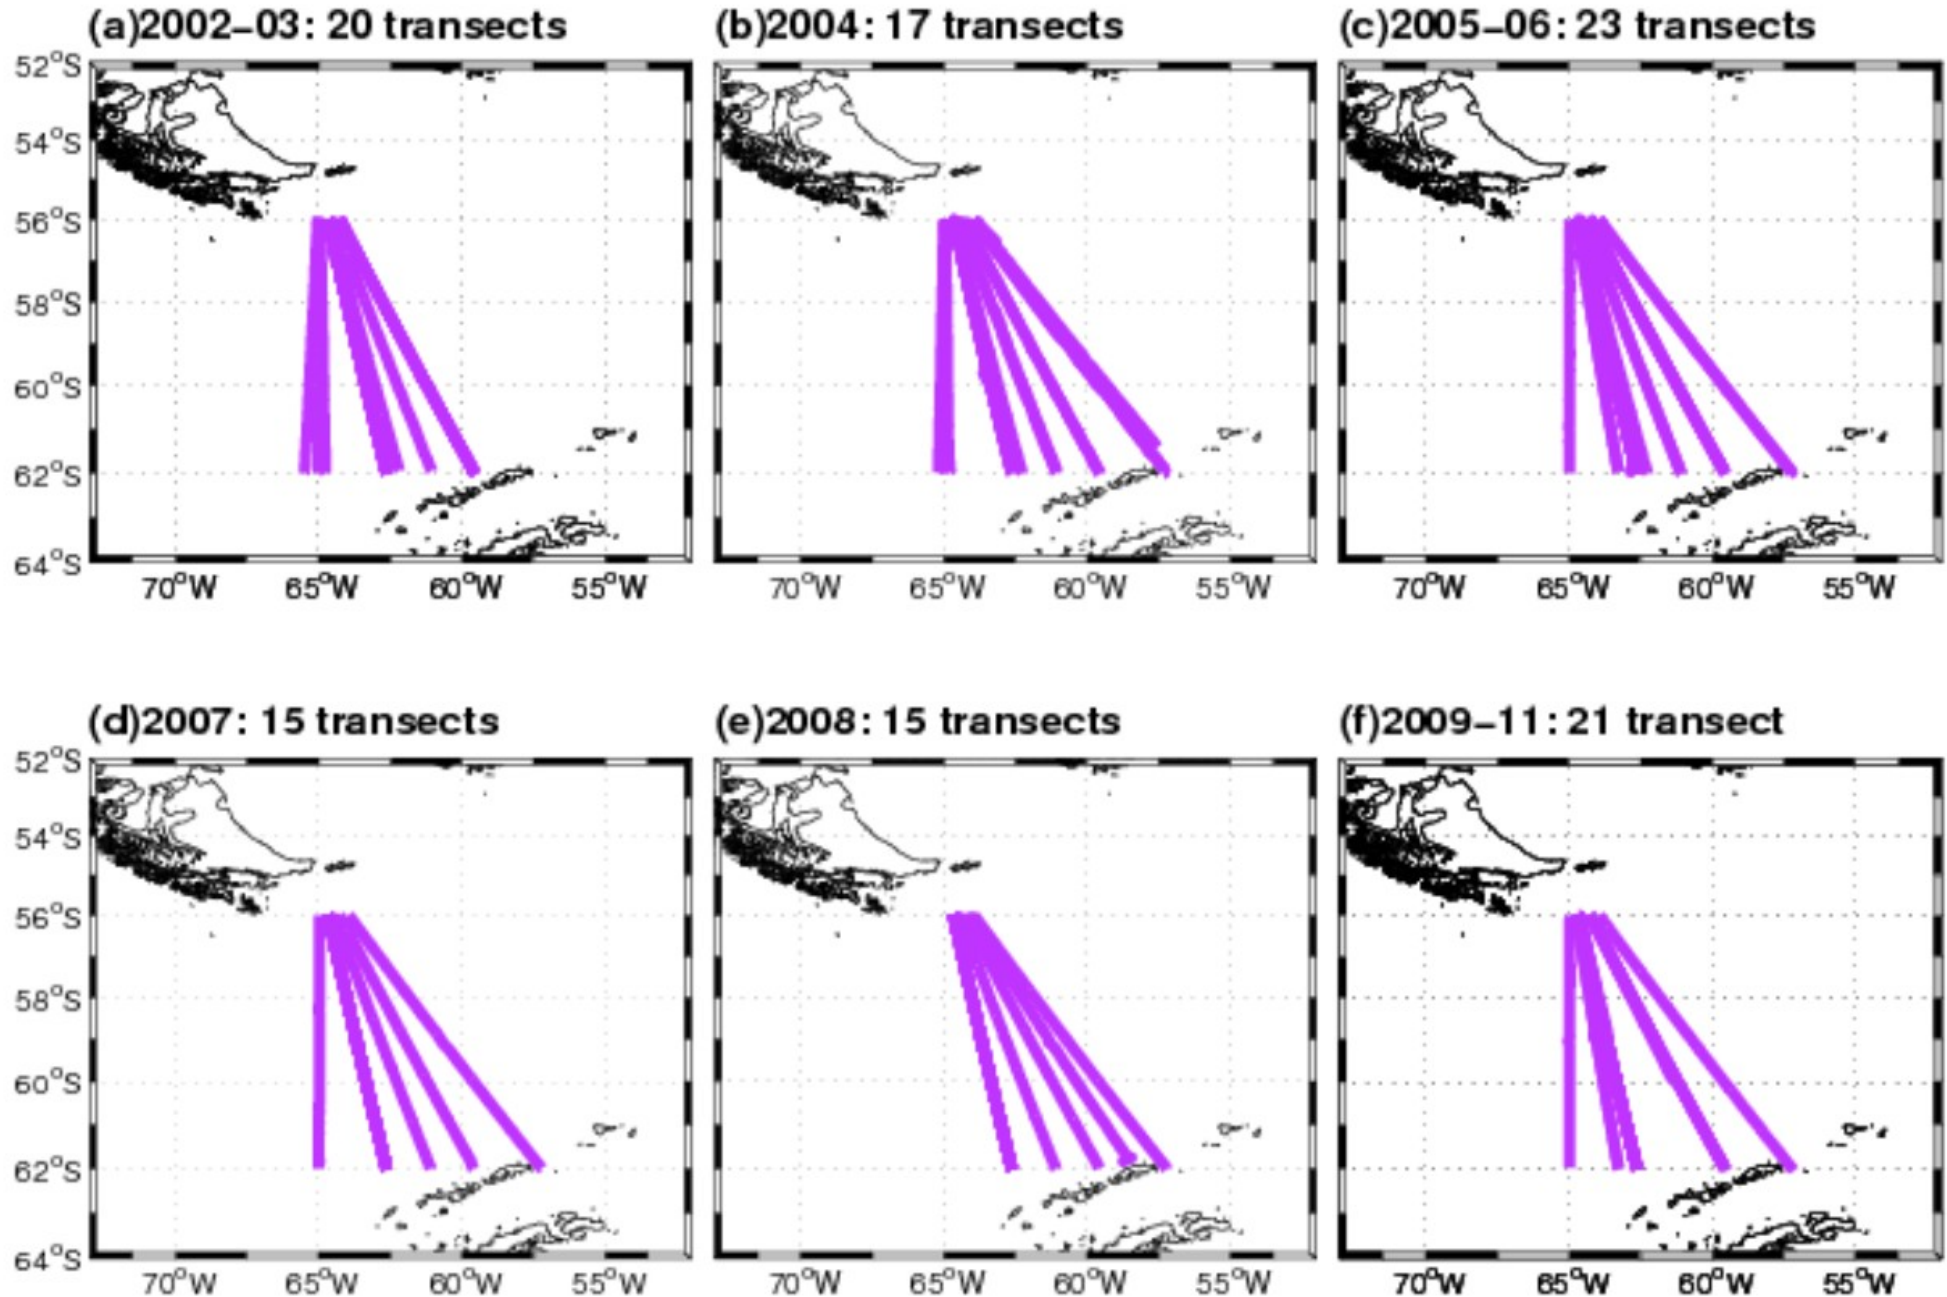 (a)2002–03: 20 transects (b)2004: 17 transects (c)2005–06: 23 transects
52°S
54°S
56°S
58°S
60°S
62°S
64°S
70°W 65°W 60°W 55°W 70°W 65°W 60°W 55°W 70°W 65°W 60°W 55°W
(d)2007: 15 transects (e)2008: 15 transects (f)2009–11: 21 transect
52°S
54°S
56°S
58°S
60°S
62°S
64°S
70°W 65°W 60°W 55°W 70°W 65°W 60°W 55°W 70°W 65°W 60°W 55°W